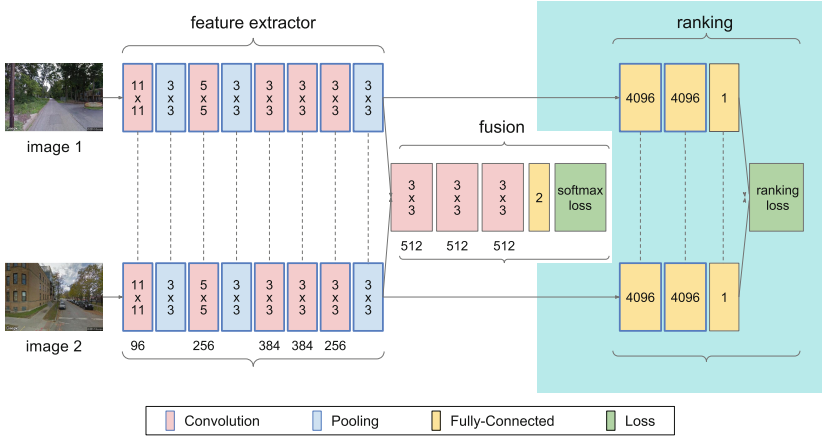 feature extractor
ranking
11 x 11
3 x 3
5 x 5
3 x 3
3 x 3
3 x 3
3 x 3
3 x 3
4096
4096
1
image 1
fusion
3 x 3
3 x 3
3 x 3
2
softmax loss
ranking loss
512
512
512
11 x 11
3 x 3
5 x 5
3 x 3
3 x 3
3 x 3
3 x 3
3 x 3
4096
4096
1
image 2
96
256
384
384
256
Convolution
Pooling
Fully-Connected
Loss